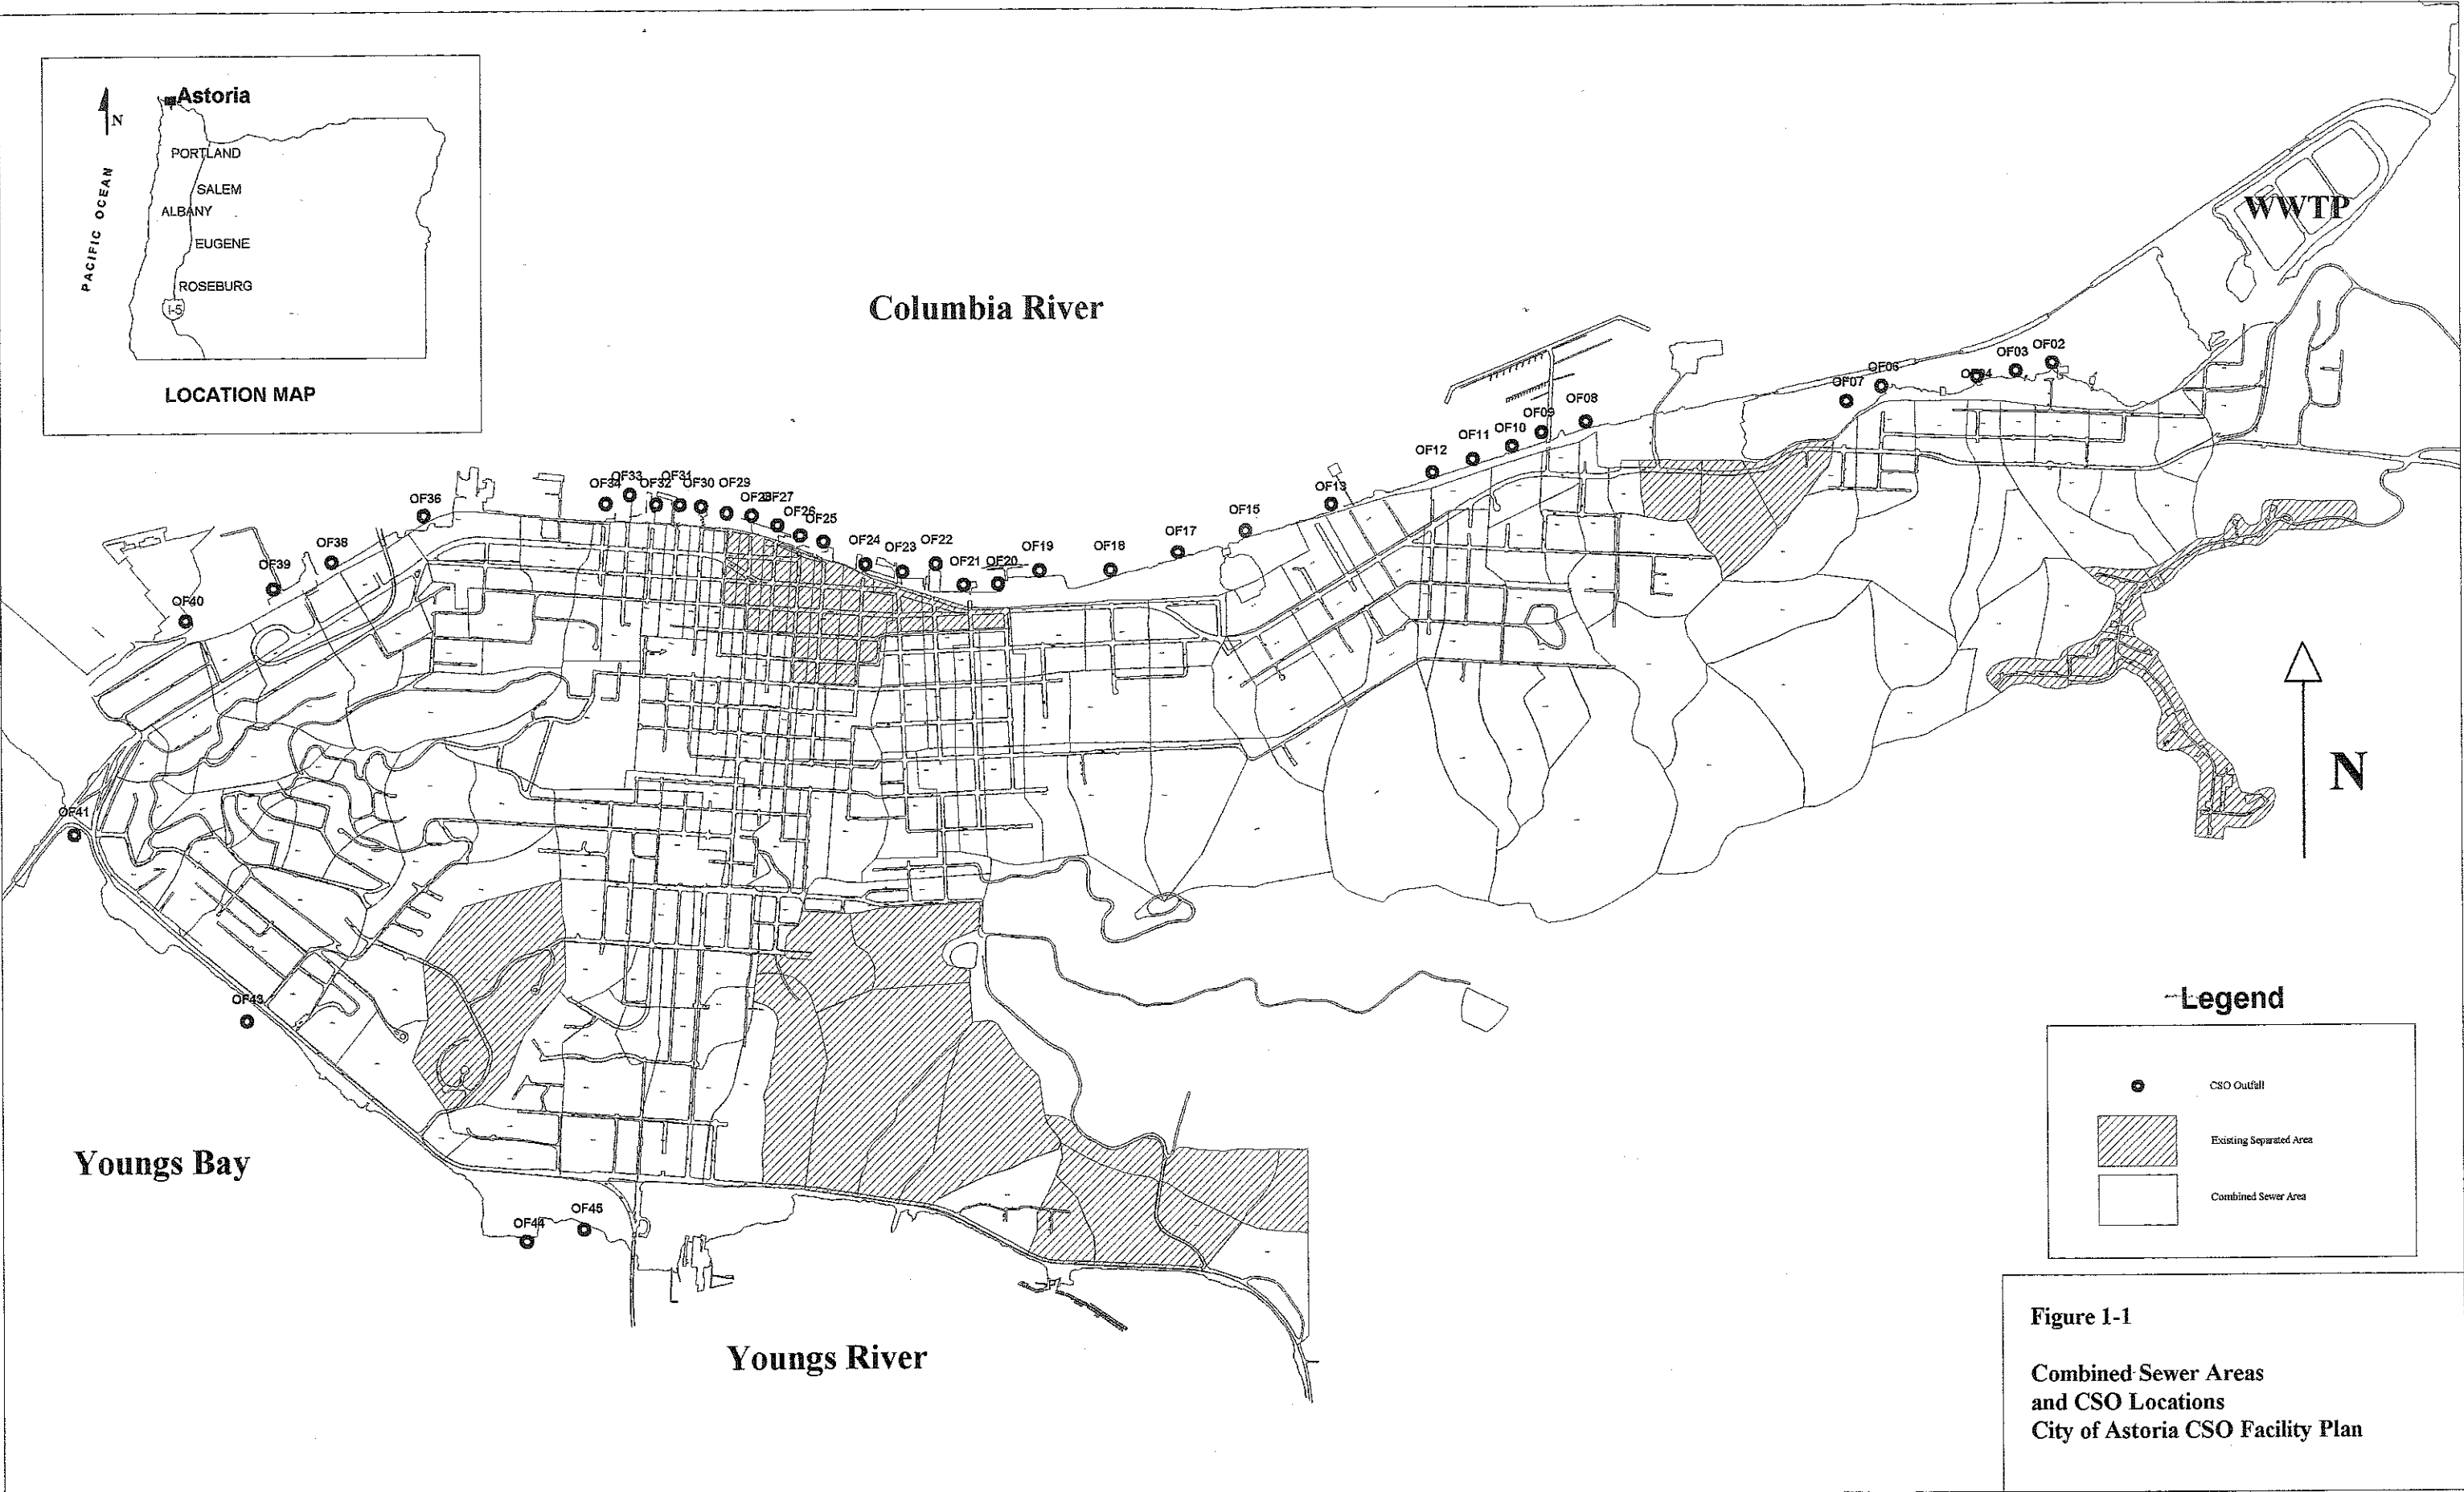 Astoria
N
PORTLAND
SALEM
ALBANY
EUGENE
ROSEBURG
I-5
PACIFIC OCEAN
LOCATION MAP
Columbia River
WWTP
OF02
OF03
OF04
OF06
OF07
OF08
OF09
OF10
OF11
OF12
OF13
OF15
OF17
OF18
OF19
OF20
OF21
OF22
OF23
OF24
OF25
OF26
OF27
OF28
OF29
OF30
OF31
OF32
OF33
OF34
OF36
OF38
OF39
OF40
OF41
OF43
OF44
OF45
Youngs Bay
Youngs River
N
Legend
CSO Outfall
Existing Separated Area
Combined Sewer Area
Figure 1-1
Combined Sewer Areas
and CSO Locations
City of Astoria CSO Facility Plan